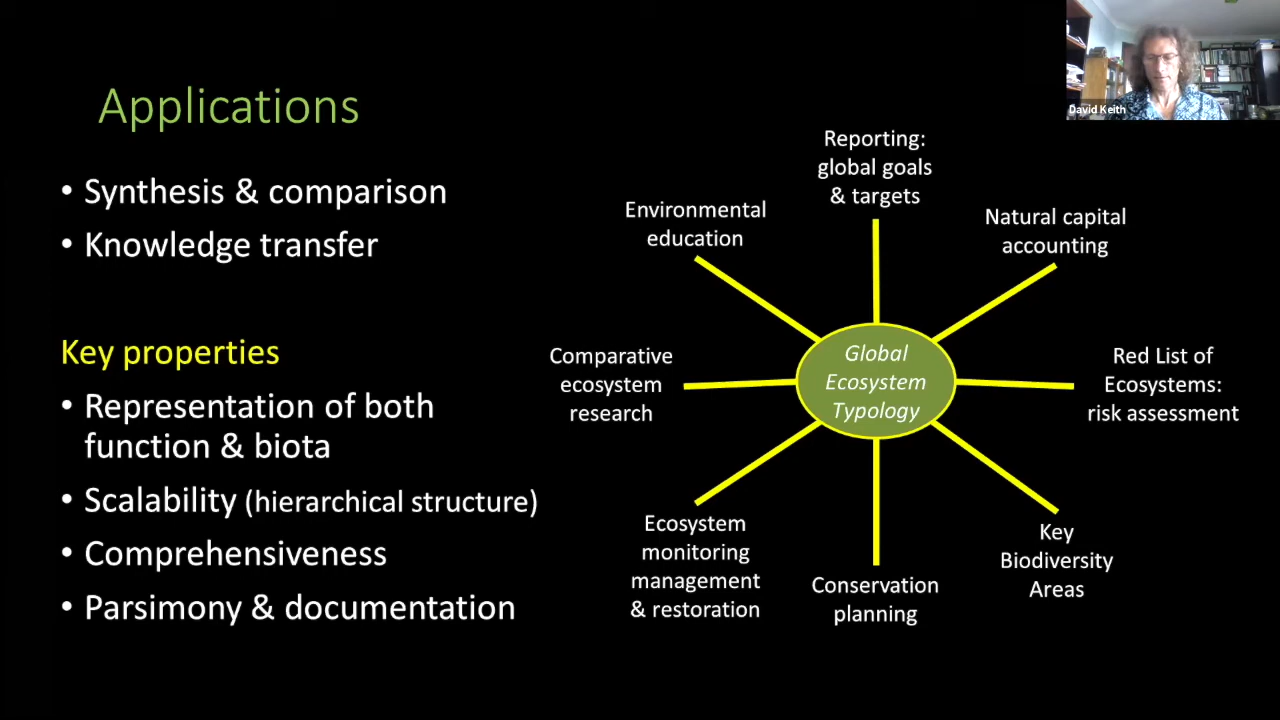 Applications
• Synthesis & comparison
• Knowledge transfer
Key properties
• Representation of both
function & biota
• Scalability (hierarchical structure)
• Comprehensiveness
• Parsimony & documentation
David Keith
Reporting:
global goals
& targets
Environmental
education
Natural capital
accounting
Comparative
ecosystem
research
Global
Ecosystem
Typology
Red List of
Ecosystems:
risk assessment
Ecosystem
monitoring
management
& restoration
Conservation
planning
Key
Biodiversity
Areas